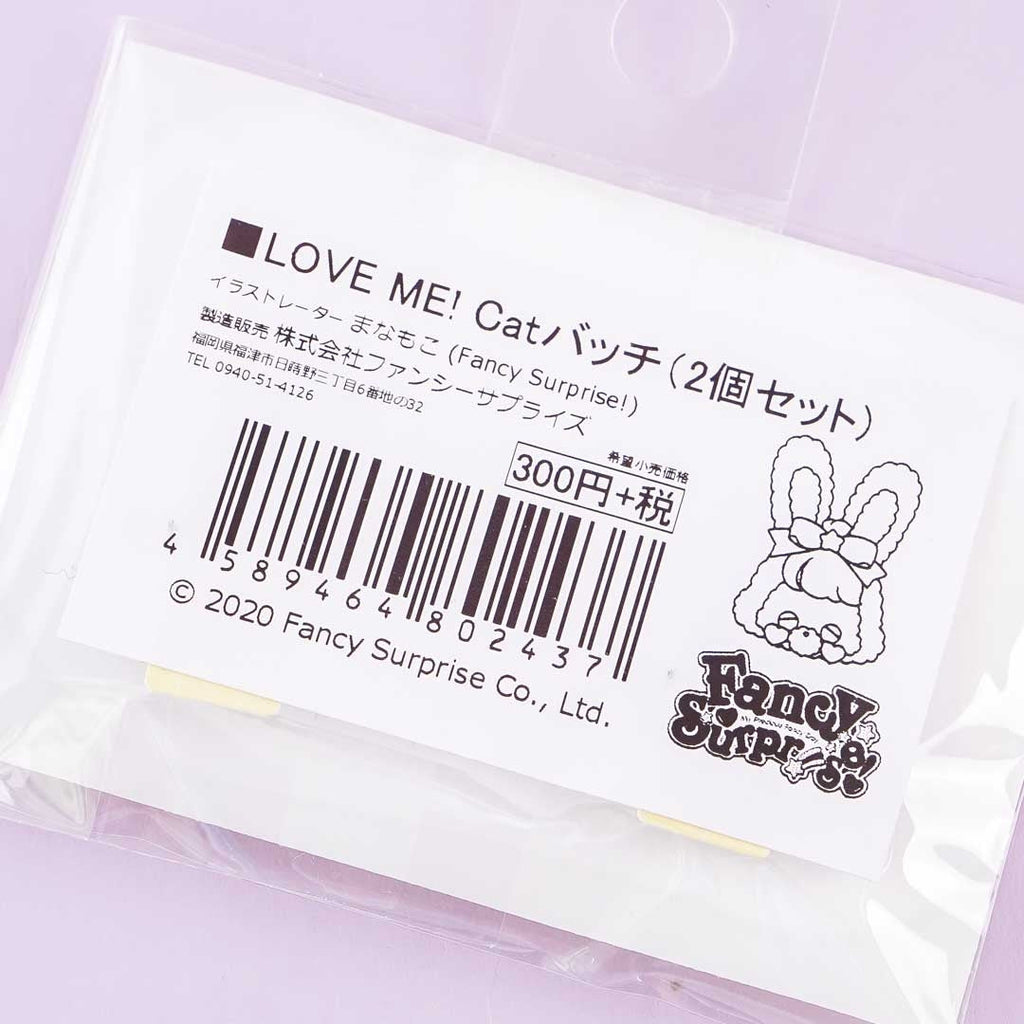 ■LOVE ME! Catバッチ(2個セット)
イラストレーター まなもこ (Fancy Surprise!)
製造販売 株式会社ファンシーサプライズ
福岡県福津市日蒔野三丁目6番地の32
TEL 0940-51-4126
希望小売価格
300円+税
4 589464 802437
© 2020 Fancy Surprise Co., Ltd.
Fancy
My Precious Fancy Day
Surprise!